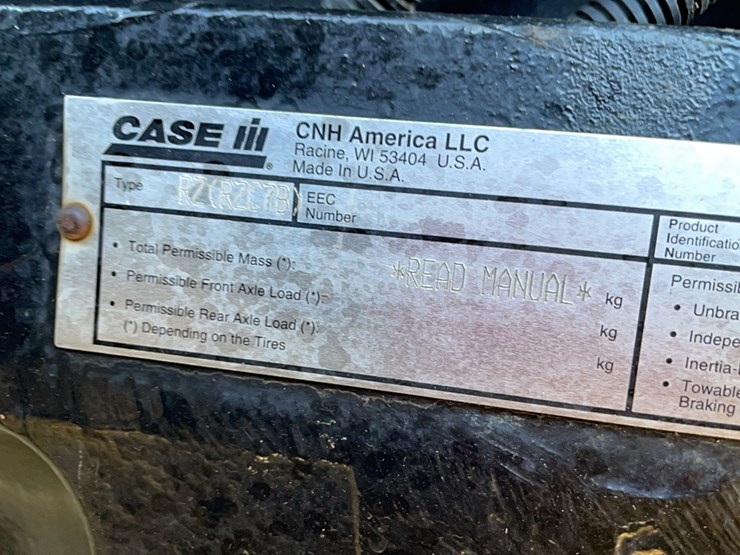 CASE IH
CNH America LLC
Racine, WI 53404 U.S.A.
Made in U.S.A.
Type
EEC
Number
Product
Identificatio
Number
• Total Permissible Mass (*): *READ MANUAL* kg
• Permissible Front Axle Load (*): kg
• Permissible Rear Axle Load (*): kg
(*) Depending on the Tires
Permissi
• Unbra
• Indepe
• Inertia-
• Towable
Braking